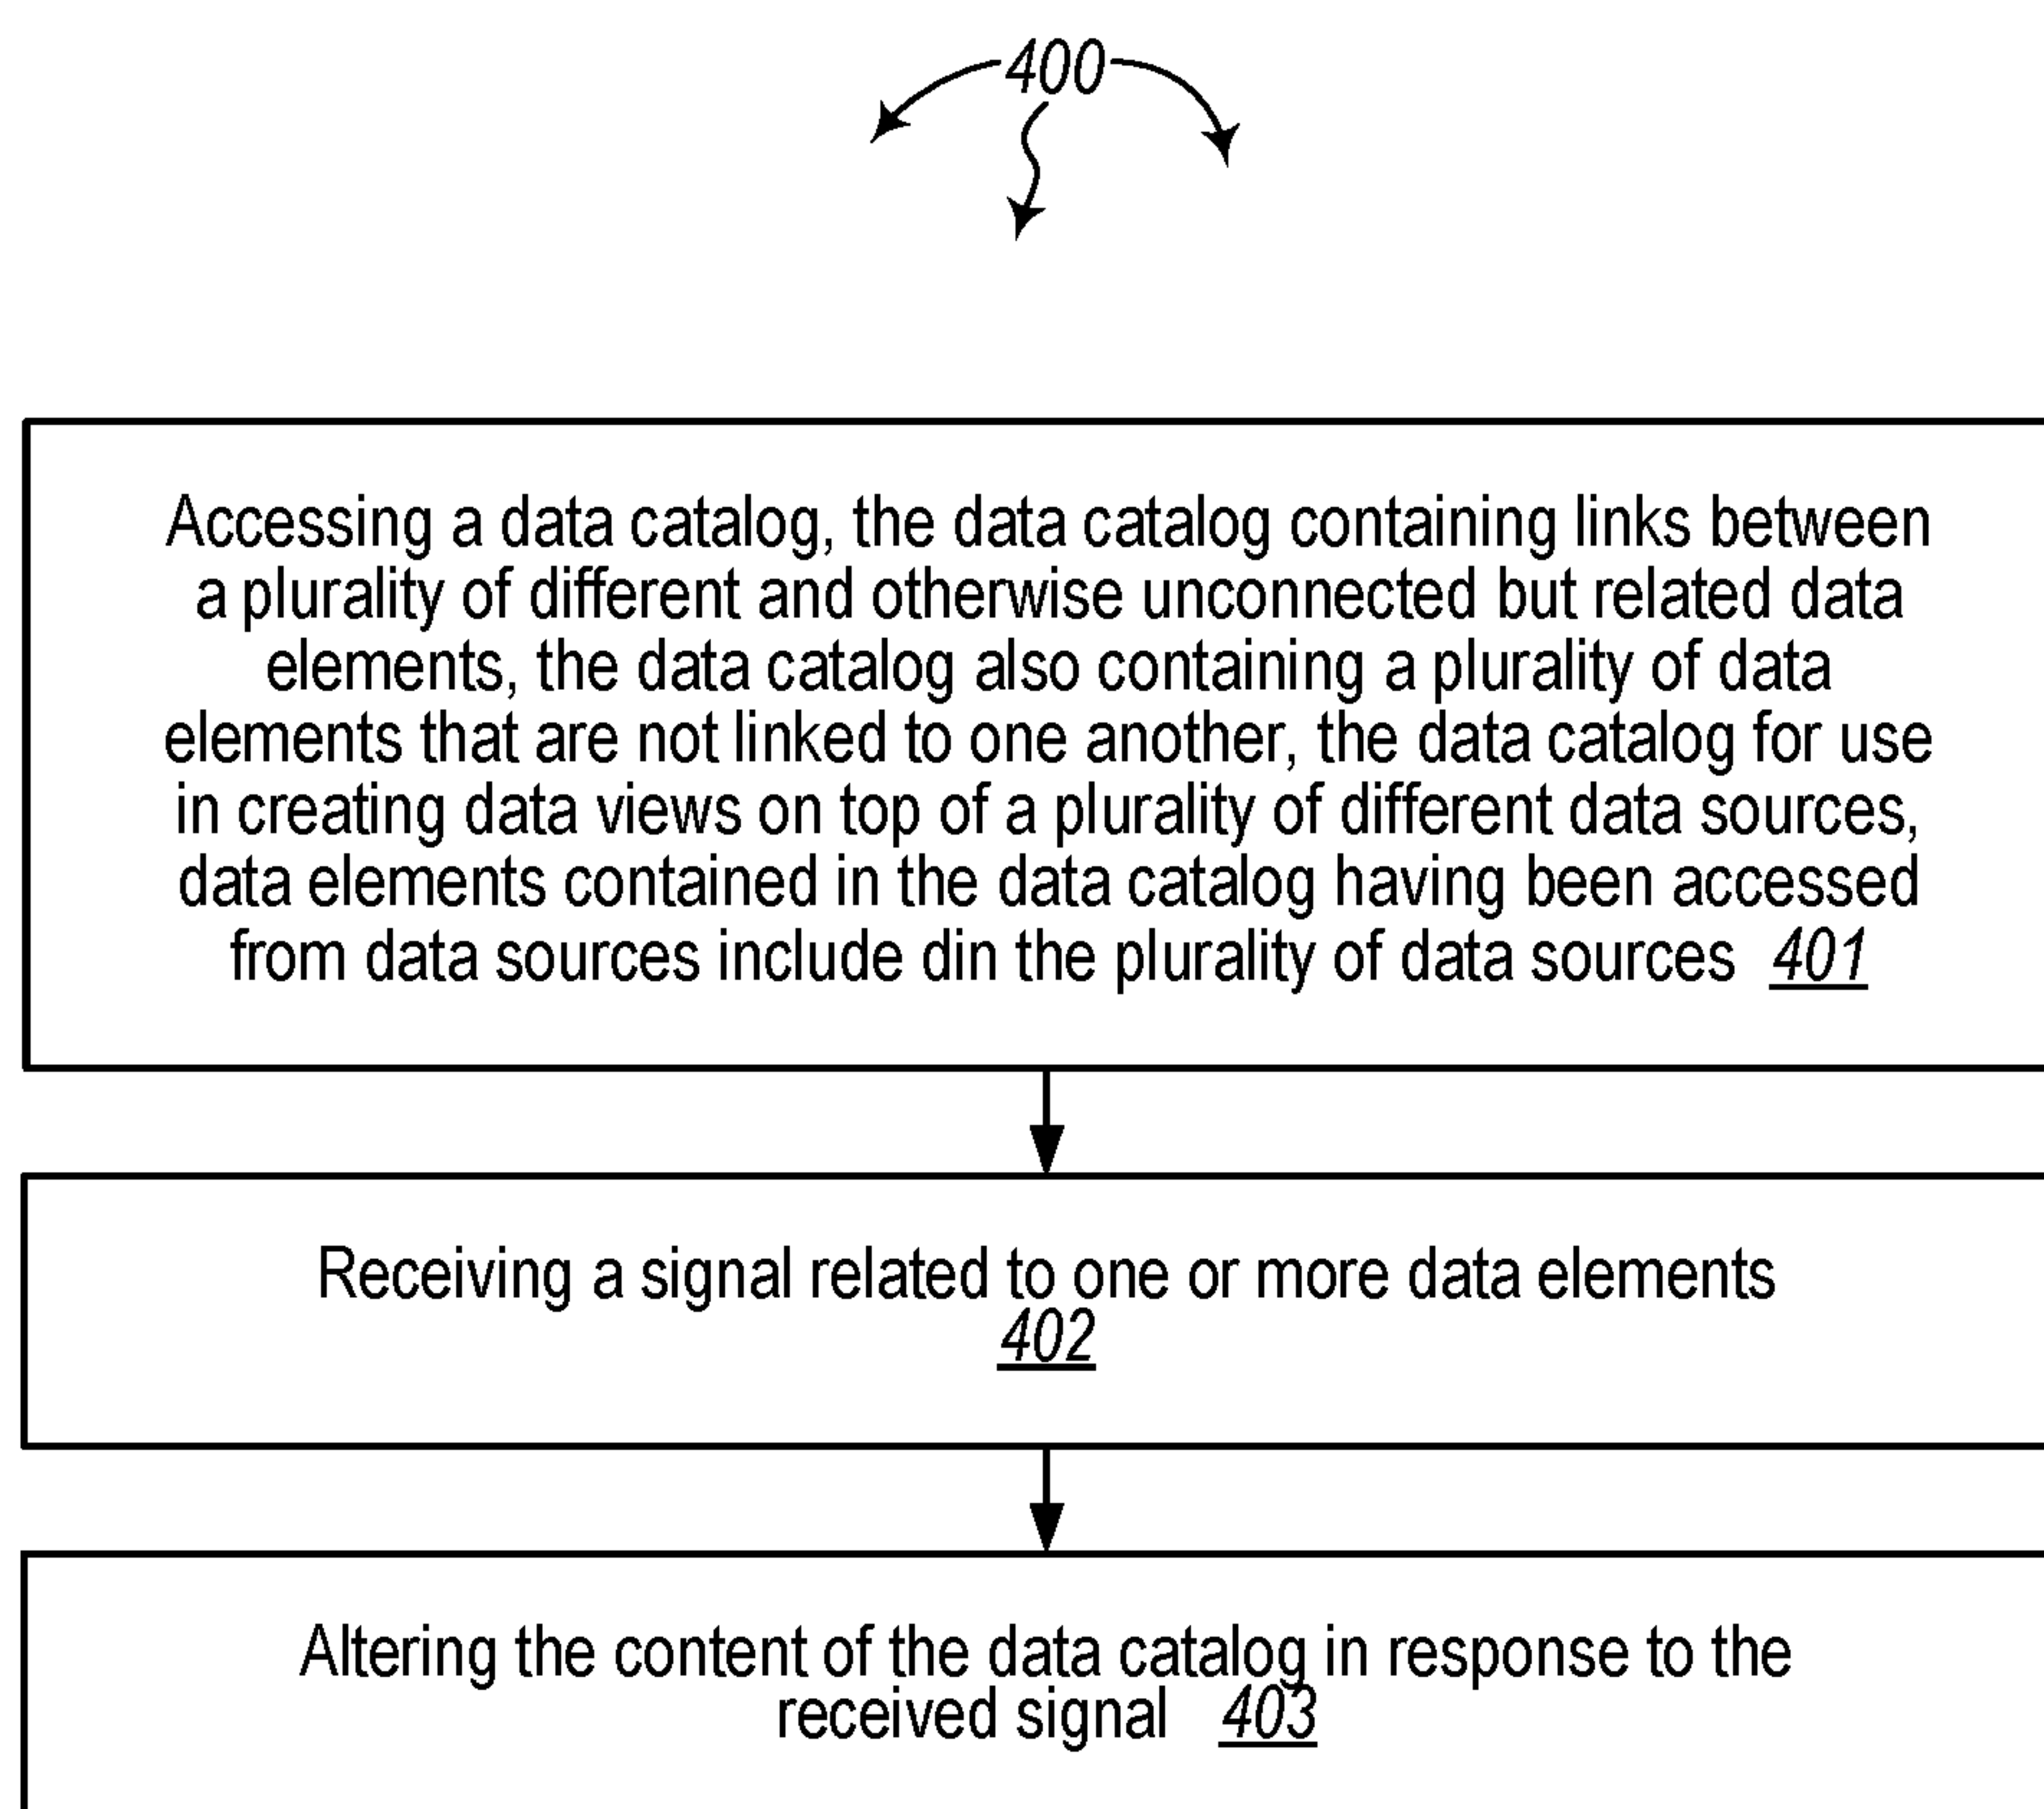 400
Accessing a data catalog, the data catalog containing links between
a plurality of different and otherwise unconnected but related data
elements, the data catalog also containing a plurality of data
elements that are not linked to one another, the data catalog for use
in creating data views on top of a plurality of different data sources,
data elements contained in the data catalog having been accessed
from data sources include din the plurality of data sources 401
Receiving a signal related to one or more data elements
402
Altering the content of the data catalog in response to the
received signal 403